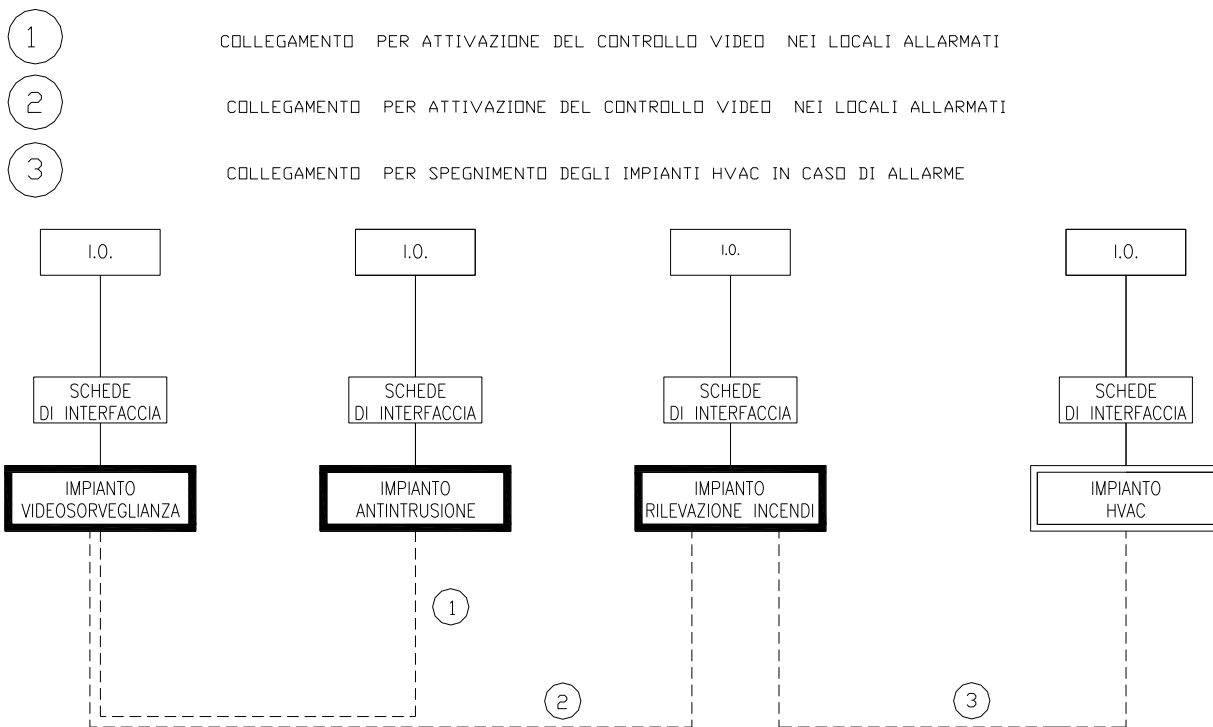 1 COLLEGAMENTO PER ATTIVAZIONE DEL CONTROLLO VIDEO NEI LOCALI ALLARMATI
2 COLLEGAMENTO PER ATTIVAZIONE DEL CONTROLLO VIDEO NEI LOCALI ALLARMATI
3 COLLEGAMENTO PER SPEGNIMENTO DEGLI IMPIANTI HVAC IN CASO DI ALLARME
I.O. I.O. I.O. I.O.
SCHEDE SCHEDE SCHEDE SCHEDE
DI INTERFACCIA DI INTERFACCIA DI INTERFACCIA DI INTERFACCIA
IMPIANTO IMPIANTO IMPIANTO IMPIANTO
VIDEOSORVEGLIANZA ANTINTRUSIONE RILEVAZIONE INCENDI HVAC
1
2 3